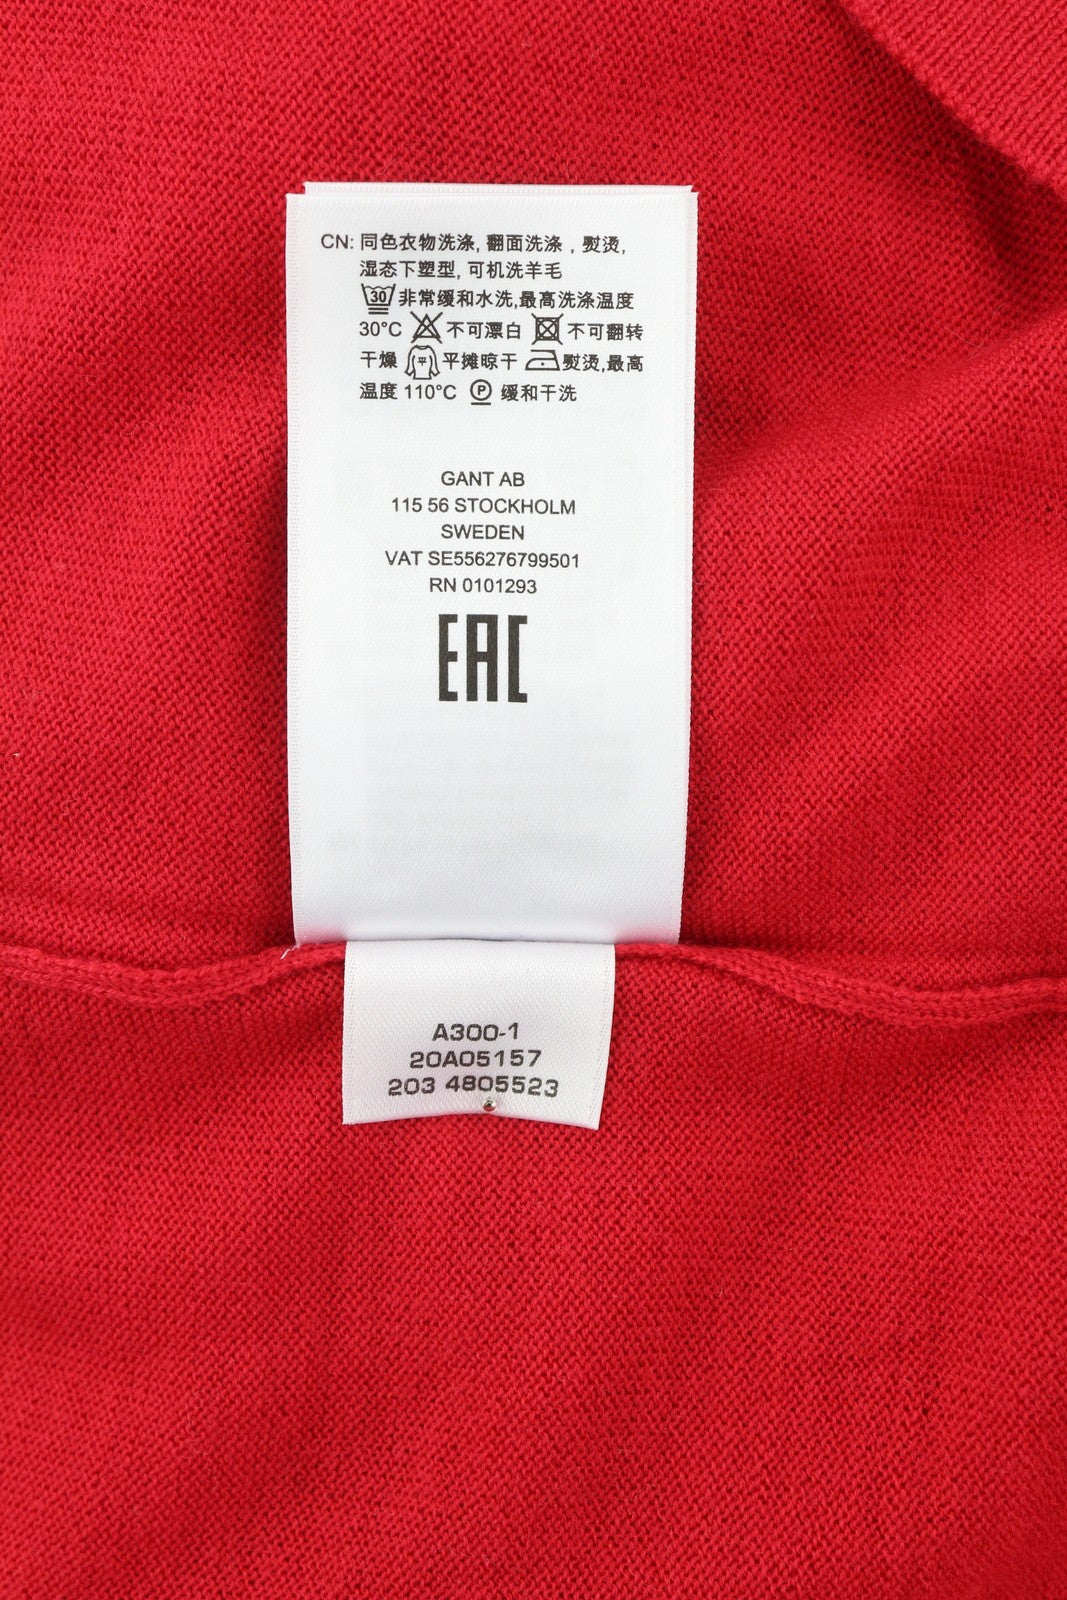 CN: 同色衣物洗涤, 翻面洗涤 , 熨烫,
湿态下塑型, 可机洗羊毛
30 非常缓和水洗,最高洗涤温度
30°C 不可漂白 不可翻转
干燥 平 平摊晾干 熨烫,最高
温度 110°C P 缓和干洗
GANT AB
115 56 STOCKHOLM
SWEDEN
VAT SE556276799501
RN 0101293
EAC
A300-1
20A05157
203 4805523